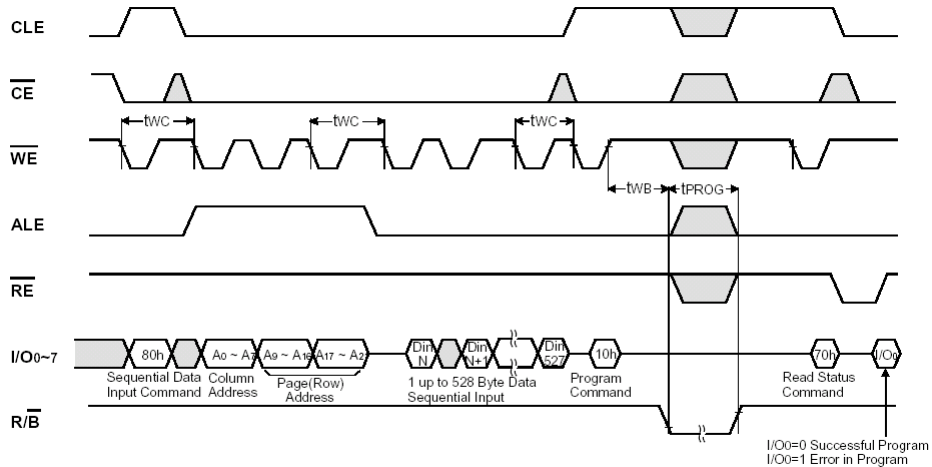 CLE
CE
tWC tWC tWC
WE
tWB tPROG
ALE
RE
I/O0~7 80h A0 ~ A7 A9 ~ A16 A17 ~ A2 Din N Din N+1 Din 527 10h 70h I/O0
Sequential Data Input Command
Column Address
Page(Row) Address
1 up to 528 Byte Data Sequential Input
Program Command
Read Status Command
R/B
I/O0=0 Successful Program
I/O0=1 Error in Program